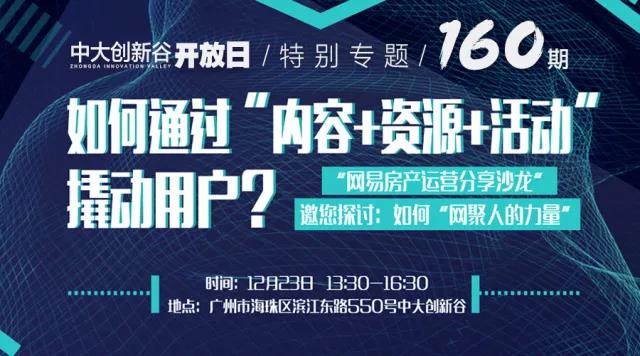 中大创新谷开放日/特别专题/160期
ZHONGDA INNOVATION VALLEY
如何通过“内容+资源+活动”
撬动用户？
“网易房产运营分享沙龙”
邀您探讨：如何“网聚人的力量”
时间：12月23日 13:30-16:30
地点：广州市海珠区滨江东路550号中大创新谷